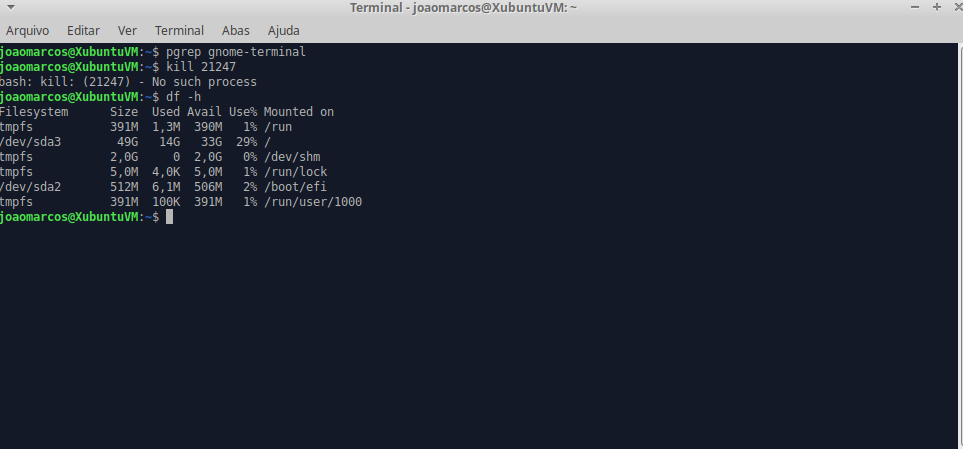 Terminal - joaomarcos@XubuntuVM: ~
Arquivo Editar Ver Terminal Abas Ajuda
joaomarcos@XubuntuVM:~$ pgrep gnome-terminal
joaomarcos@XubuntuVM:~$ kill 21247
bash: kill: (21247) - No such process
joaomarcos@XubuntuVM:~$ df -h
Filesystem      Size  Used Avail Use% Mounted on
tmpfs           391M  1,3M  390M   1% /run
/dev/sda3        49G   14G   33G  29% /
tmpfs           2,0G     0  2,0G   0% /dev/shm
tmpfs           5,0M  4,0K  5,0M   1% /run/lock
/dev/sda2       512M  6,1M  506M   2% /boot/efi
tmpfs           391M  100K  391M   1% /run/user/1000
joaomarcos@XubuntuVM:~$